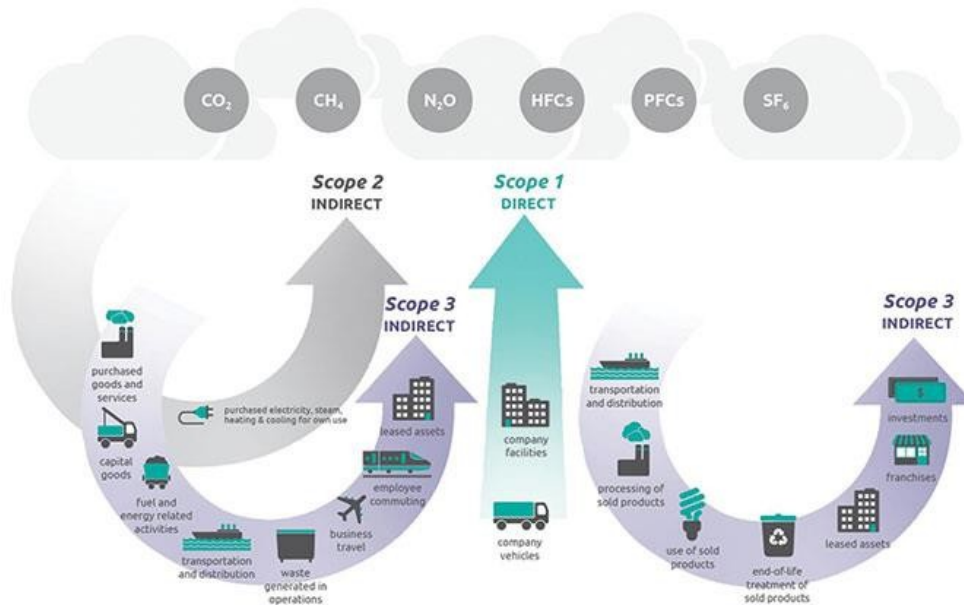 CO₂
CH₄
N₂O
HFCs
PFCs
SF₆
Scope 2
INDIRECT
Scope 1
DIRECT
Scope 3
INDIRECT
Scope 3
INDIRECT
purchased
goods and
services
capital
goods
fuel and
energy related
activities
transportation
and distribution
waste
generated in
operations
business
travel
employee
commuting
leased assets
purchased electricity, steam,
heating & cooling for own use
company
facilities
company
vehicles
transportation
and distribution
processing of
sold products
use of sold
products
end-of-life
treatment of
sold products
leased assets
franchises
investments
$